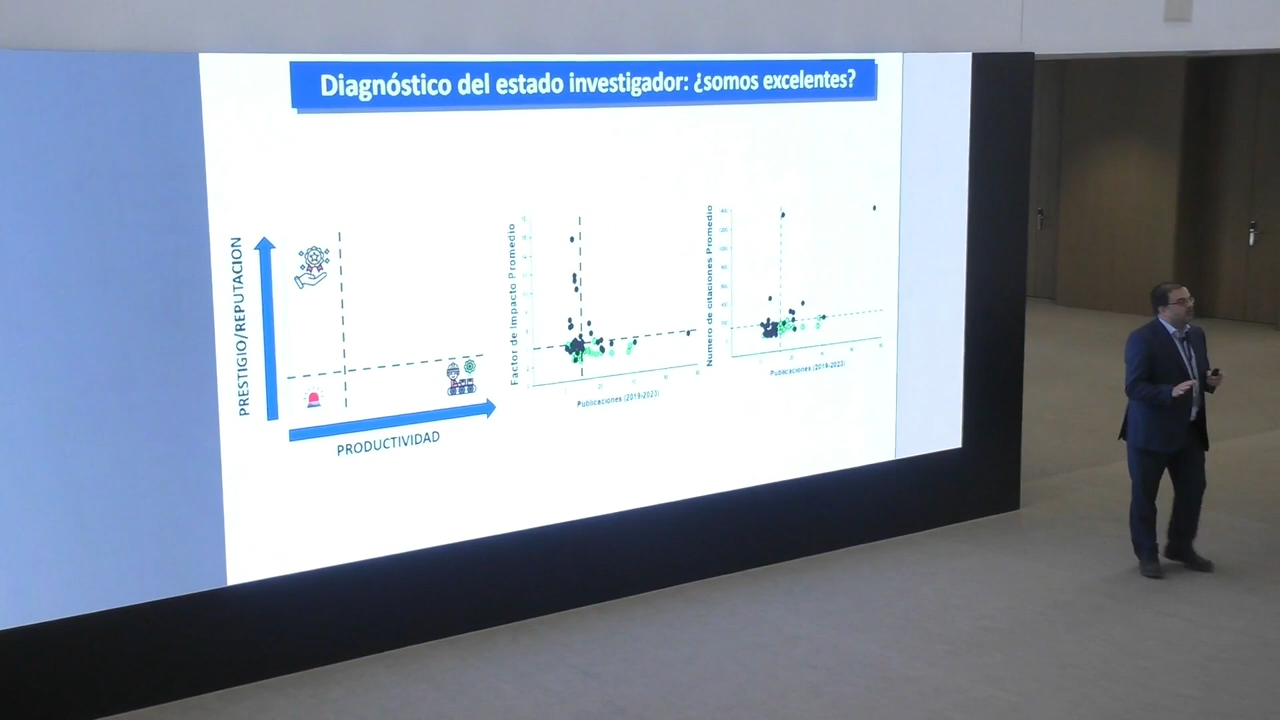 Diagnóstico del estado investigador: ¿somos excelentes?
PRESTIGIO/REPUTACION
PRODUCTIVIDAD
Factor de Impacto Promedio
Publicaciones (2019-2023)
Numero de citaciones Promedio
Publicaciones (2019-2023)